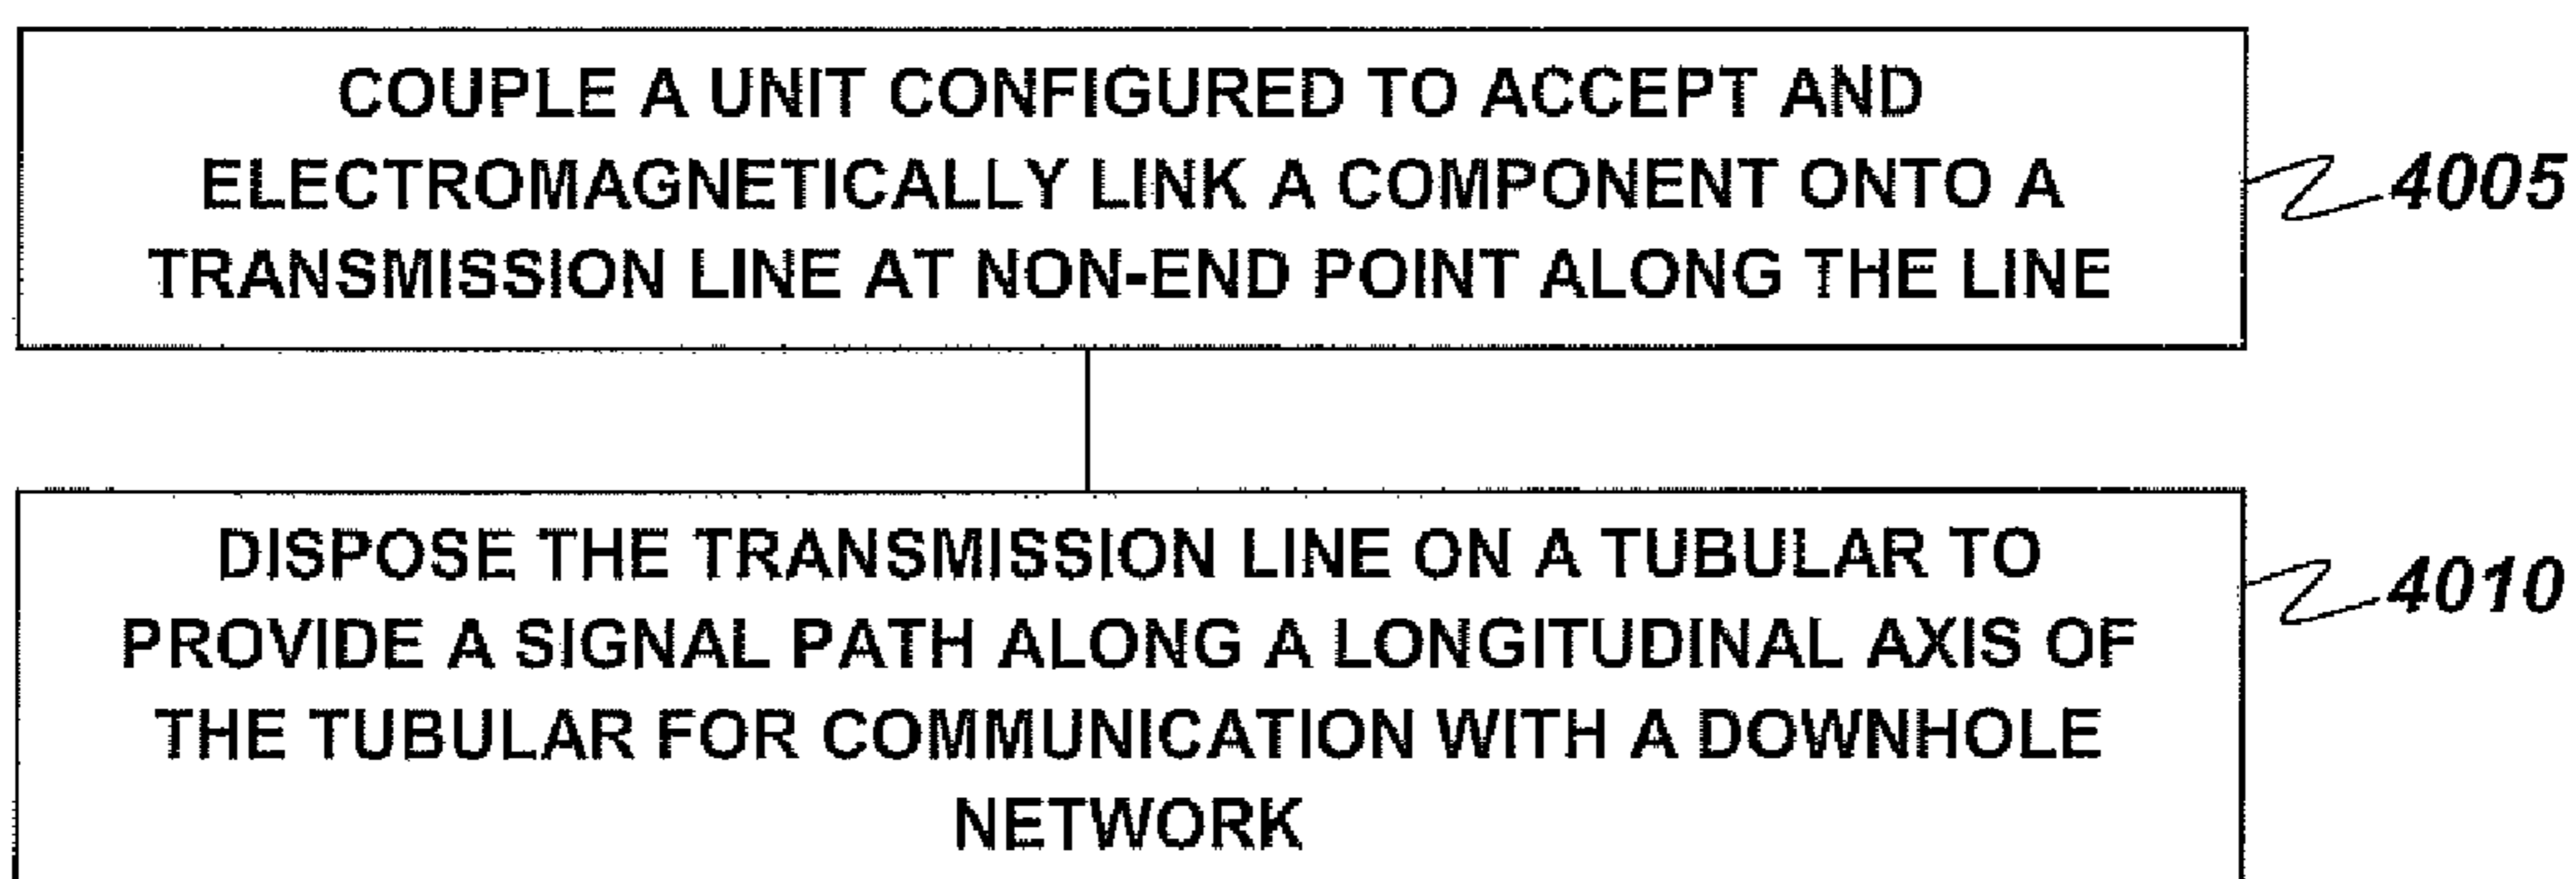 COUPLE A UNIT CONFIGURED TO ACCEPT AND
ELECTROMAGNETICALLY LINK A COMPONENT ONTO A
TRANSMISSION LINE AT NON-END POINT ALONG THE LINE
4005
DISPOSE THE TRANSMISSION LINE ON A TUBULAR TO
PROVIDE A SIGNAL PATH ALONG A LONGITUDINAL AXIS OF
THE TUBULAR FOR COMMUNICATION WITH A DOWNHOLE
NETWORK
4010